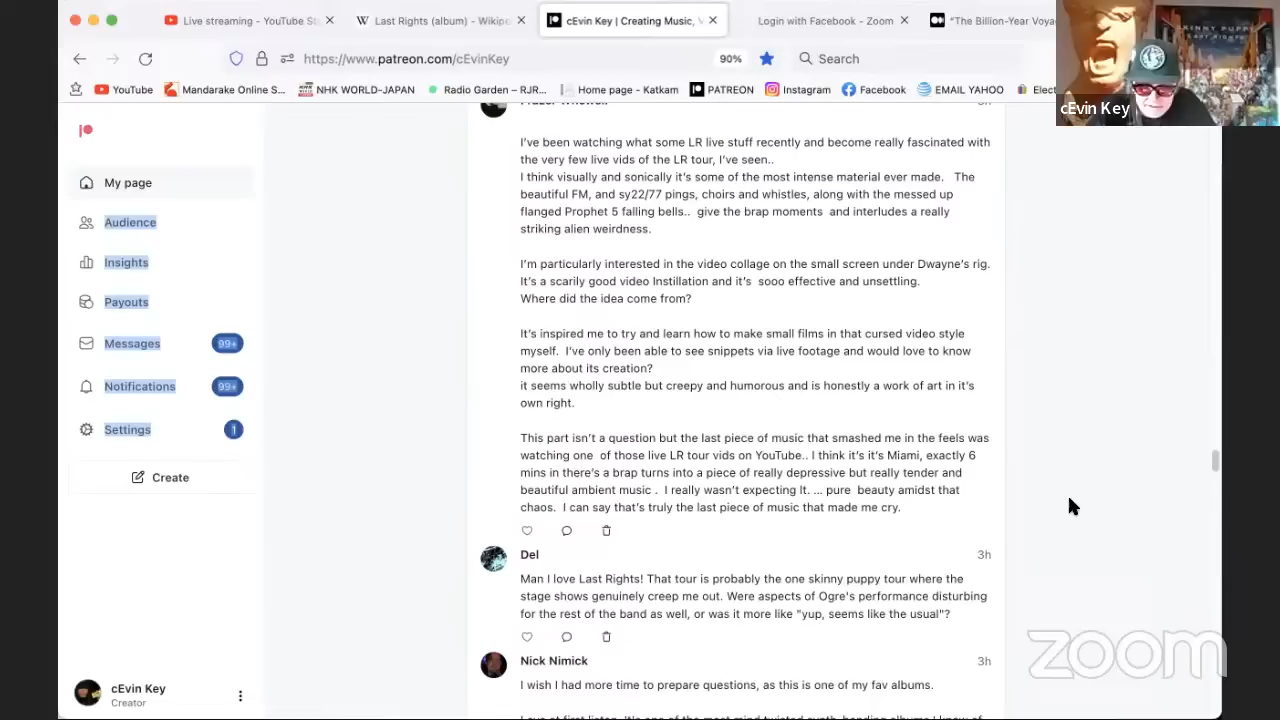 Live streaming - YouTube St
Last Rights (album) - Wikipe
cEvin Key | Creating Music, V
Login with Facebook - Zoom
"The Billion-Year Voya
https://www.patreon.com/cEvinKey
90%
Search
YouTube
Mandarake Online S...
NHK WORLD-JAPAN
Radio Garden – RJR...
Home page - Katkam
PATREON
Instagram
Facebook
EMAIL YAHOO
Elect
SKINNY PUPP
LAST RIGHTS
cEvin Key
My page
Audience
Insights
Payouts
Messages 99+
Notifications 99+
Settings 1
Create
cEvin Key
Creator
I've been watching what some LR live stuff recently and become really fascinated with
the very few live vids of the LR tour, I've seen..
I think visually and sonically it's some of the most intense material ever made. The
beautiful FM, and sy22/77 pings, choirs and whistles, along with the messed up
flanged Prophet 5 falling bells.. give the brap moments and interludes a really
striking alien weirdness.
I'm particularly interested in the video collage on the small screen under Dwayne's rig.
It's a scarily good video Instillation and it's sooo effective and unsettling.
Where did the idea come from?
It's inspired me to try and learn how to make small films in that cursed video style
myself. I've only been able to see snippets via live footage and would love to know
more about its creation?
it seems wholly subtle but creepy and humorous and is honestly a work of art in it's
own right.
This part isn't a question but the last piece of music that smashed me in the feels was
watching one of those live LR tour vids on YouTube.. I think it's it's Miami, exactly 6
mins in there's a brap turns into a piece of really depressive but really tender and
beautiful ambient music . I really wasn't expecting It. ... pure beauty amidst that
chaos. I can say that's truly the last piece of music that made me cry.
Del 3h
Man I love Last Rights! That tour is probably the one skinny puppy tour where the
stage shows genuinely creep me out. Were aspects of Ogre's performance disturbing
for the rest of the band as well, or was it more like "yup, seems like the usual"?
Nick Nimick 3h
I wish I had more time to prepare questions, as this is one of my fav albums.
zoom